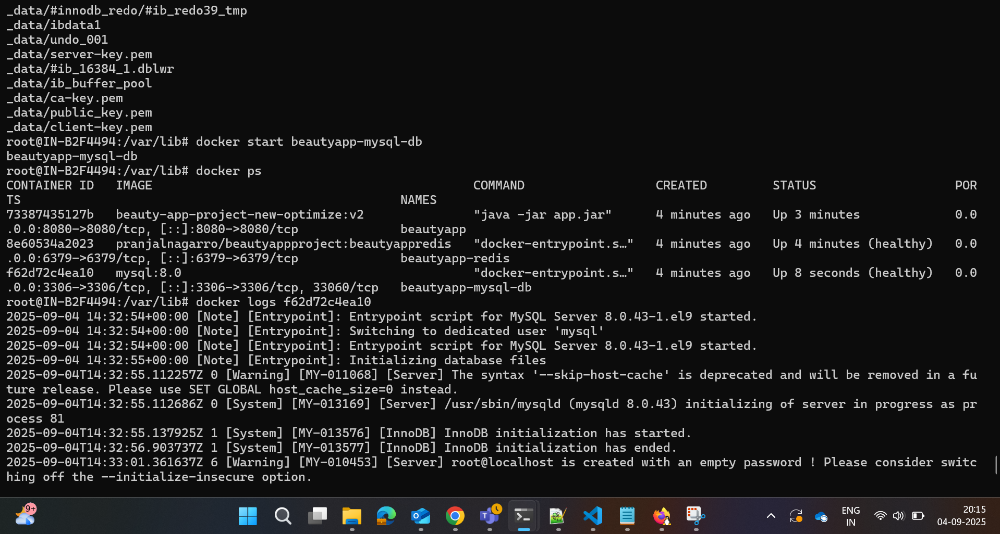 _data/#innodb_redo/#ib_redo39_tmp
_data/ibdata1
_data/undo_001
_data/server-key.pem
_data/#ib_16384_1.dblwr
_data/ib_buffer_pool
_data/ca-key.pem
_data/public_key.pem
_data/client-key.pem
root@IN-B2F4494:/var/lib# docker start beautyapp-mysql-db
beautyapp-mysql-db
root@IN-B2F4494:/var/lib# docker ps
CONTAINER ID   IMAGE                                            COMMAND                  CREATED         STATUS                   POR
TS                                                    NAMES
73387435127b   beauty-app-project-new-optimize:v2               "java -jar app.jar"      4 minutes ago   Up 3 minutes             0.0
.0.0:8080->8080/tcp, [::]:8080->8080/tcp              beautyapp
8e60534a2023   pranjalnagarro/beautyappproject:beautyappredis   "docker-entrypoint.s…"   4 minutes ago   Up 4 minutes (healthy)   0.0
.0.0:6379->6379/tcp, [::]:6379->6379/tcp              beautyapp-redis
f62d72c4ea10   mysql:8.0                                        "docker-entrypoint.s…"   4 minutes ago   Up 8 seconds (healthy)   0.0
.0.0:3306->3306/tcp, [::]:3306->3306/tcp, 33060/tcp   beautyapp-mysql-db
root@IN-B2F4494:/var/lib# docker logs f62d72c4ea10
2025-09-04 14:32:54+00:00 [Note] [Entrypoint]: Entrypoint script for MySQL Server 8.0.43-1.el9 started.
2025-09-04 14:32:54+00:00 [Note] [Entrypoint]: Switching to dedicated user 'mysql'
2025-09-04 14:32:54+00:00 [Note] [Entrypoint]: Entrypoint script for MySQL Server 8.0.43-1.el9 started.
2025-09-04 14:32:55+00:00 [Note] [Entrypoint]: Initializing database files
2025-09-04T14:32:55.112257Z 0 [Warning] [MY-011068] [Server] The syntax '--skip-host-cache' is deprecated and will be removed in a fu
ture release. Please use SET GLOBAL host_cache_size=0 instead.
2025-09-04T14:32:55.112686Z 0 [System] [MY-013169] [Server] /usr/sbin/mysqld (mysqld 8.0.43) initializing of server in progress as pr
ocess 81
2025-09-04T14:32:55.137925Z 1 [System] [MY-013576] [InnoDB] InnoDB initialization has started.
2025-09-04T14:32:56.903737Z 1 [System] [MY-013577] [InnoDB] InnoDB initialization has ended.
2025-09-04T14:33:01.361637Z 6 [Warning] [MY-010453] [Server] root@localhost is created with an empty password ! Please consider switc
hing off the --initialize-insecure option.
9+
ENG
IN
20:15
04-09-2025